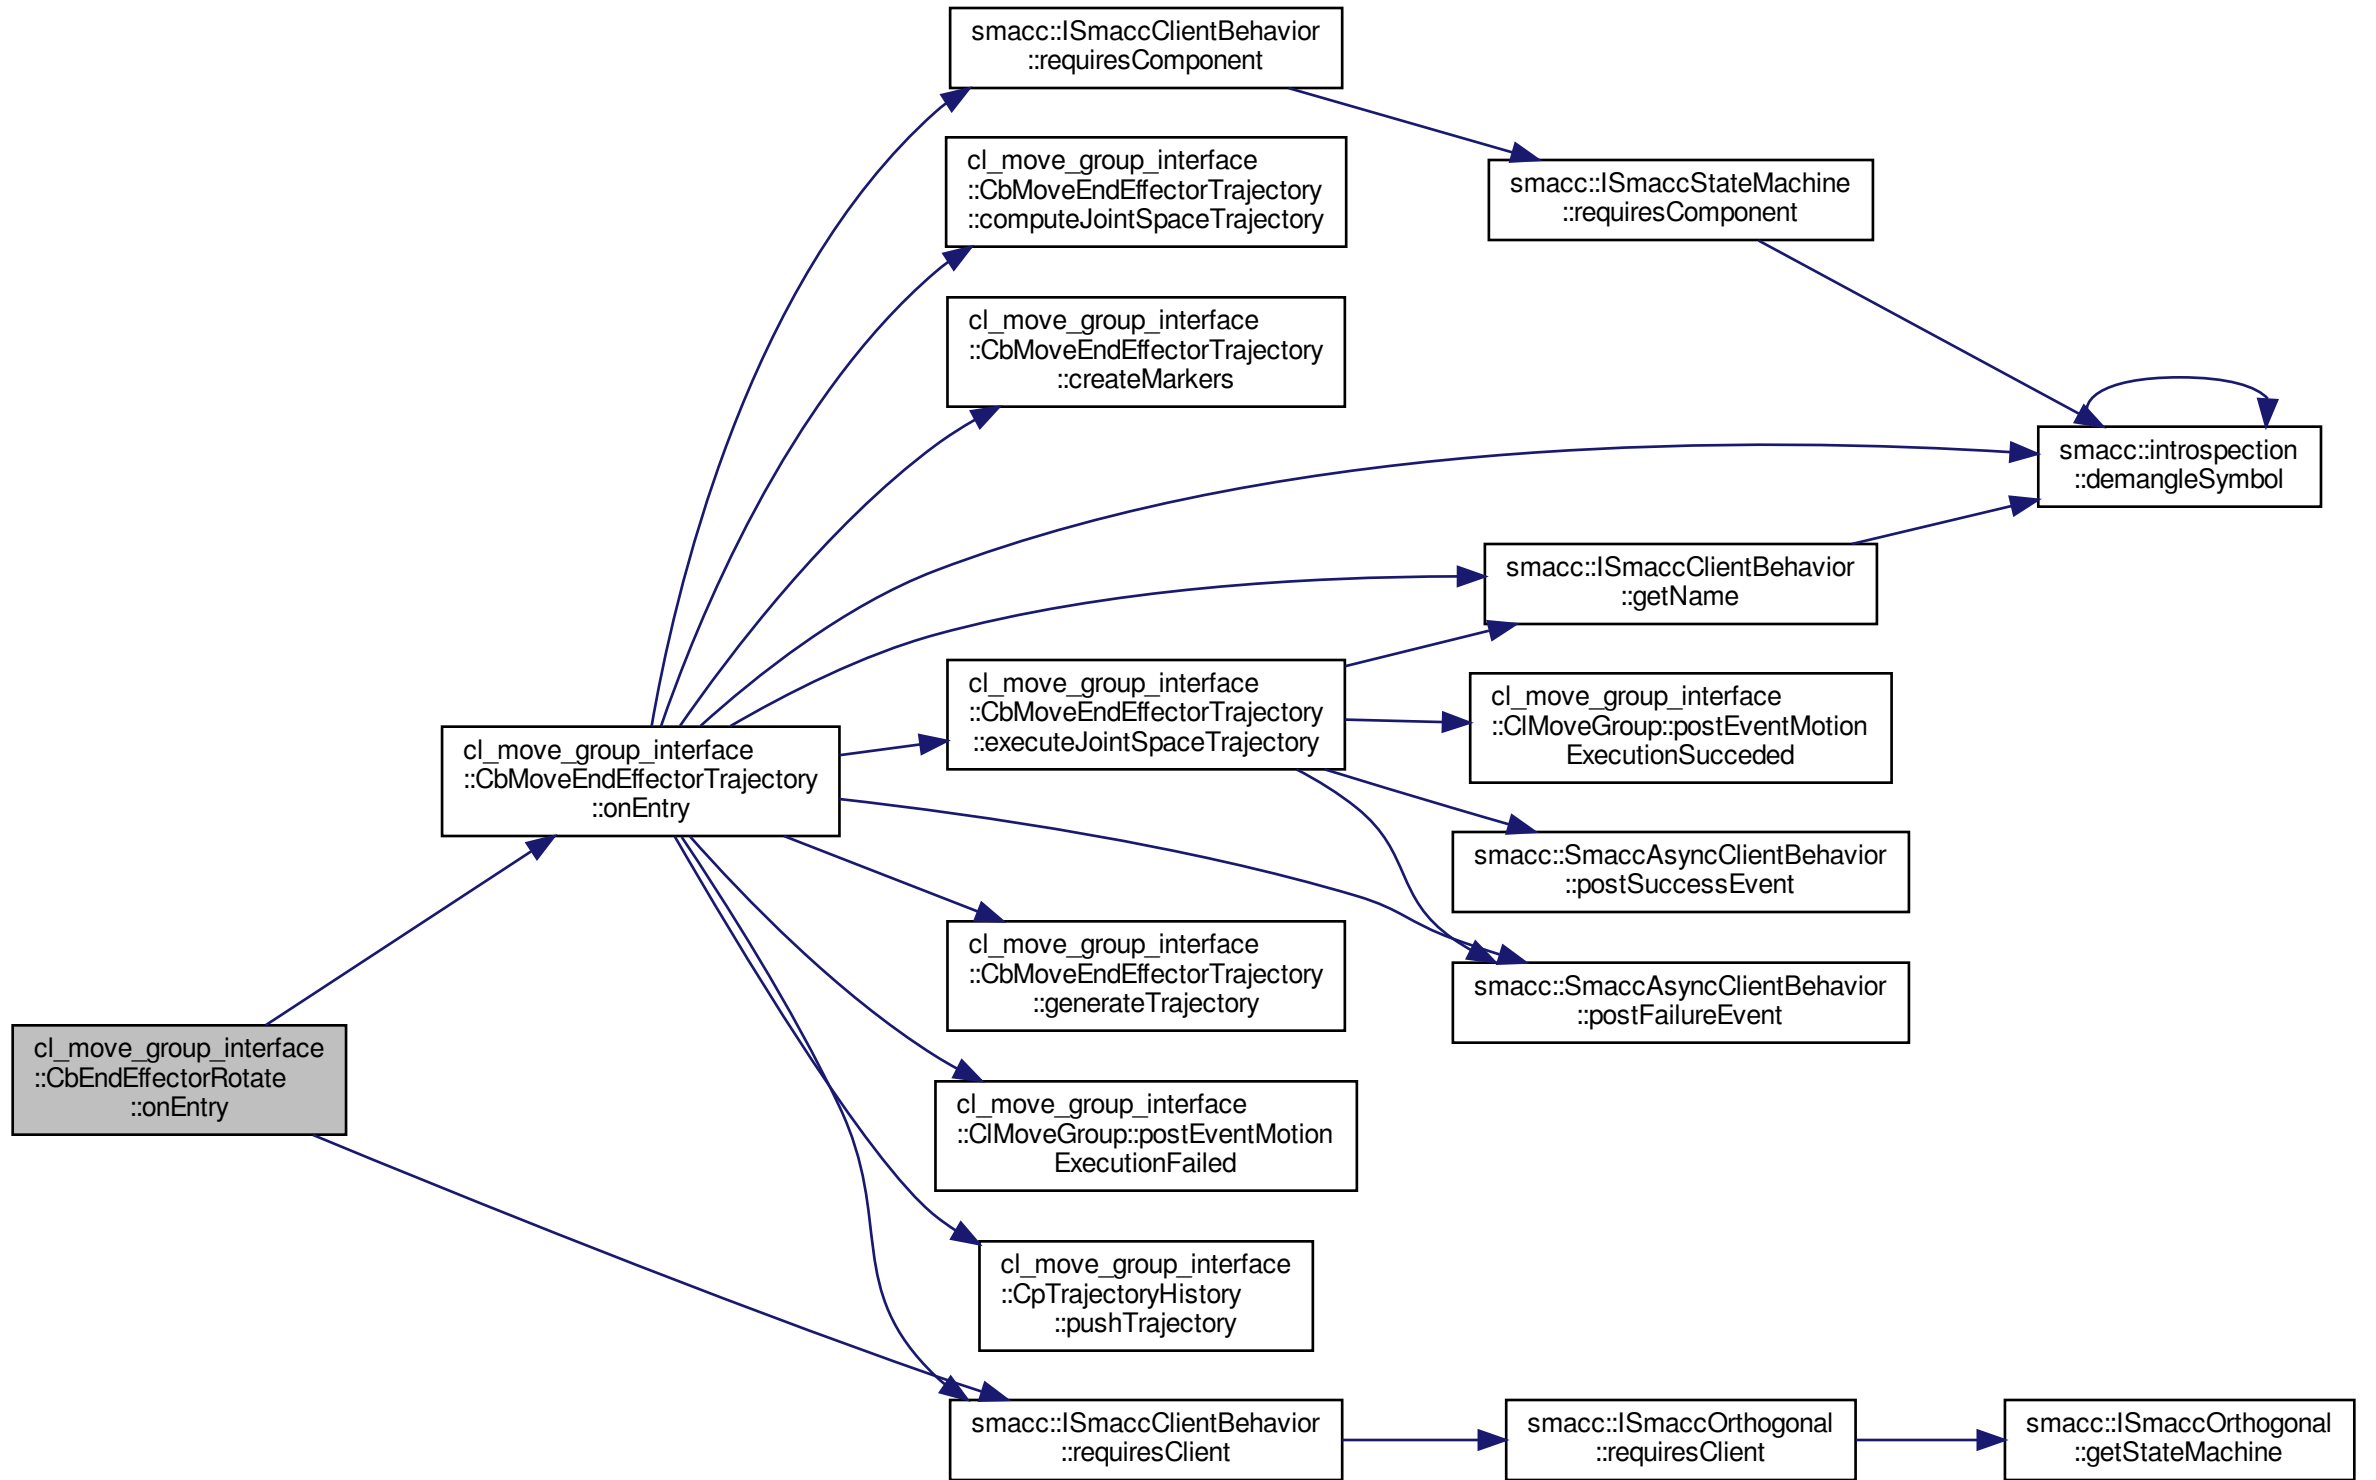 smacc::ISmaccClientBehavior
::requiresComponent
cl_move_group_interface
::CbMoveEndEffectorTrajectory
::computeJointSpaceTrajectory
smacc::ISmaccStateMachine
::requiresComponent
cl_move_group_interface
::CbMoveEndEffectorTrajectory
::createMarkers
smacc::introspection
::demangleSymbol
smacc::ISmaccClientBehavior
::getName
cl_move_group_interface
::CbMoveEndEffectorTrajectory
::executeJointSpaceTrajectory
cl_move_group_interface
::ClMoveGroup::postEventMotion
ExecutionSucceded
cl_move_group_interface
::CbMoveEndEffectorTrajectory
::onEntry
smacc::SmaccAsyncClientBehavior
::postSuccessEvent
cl_move_group_interface
::CbMoveEndEffectorTrajectory
::generateTrajectory
smacc::SmaccAsyncClientBehavior
::postFailureEvent
cl_move_group_interface
::CbEndEffectorRotate
::onEntry
cl_move_group_interface
::ClMoveGroup::postEventMotion
ExecutionFailed
cl_move_group_interface
::CpTrajectoryHistory
::pushTrajectory
smacc::ISmaccClientBehavior
::requiresClient
smacc::ISmaccOrthogonal
::requiresClient
smacc::ISmaccOrthogonal
::getStateMachine